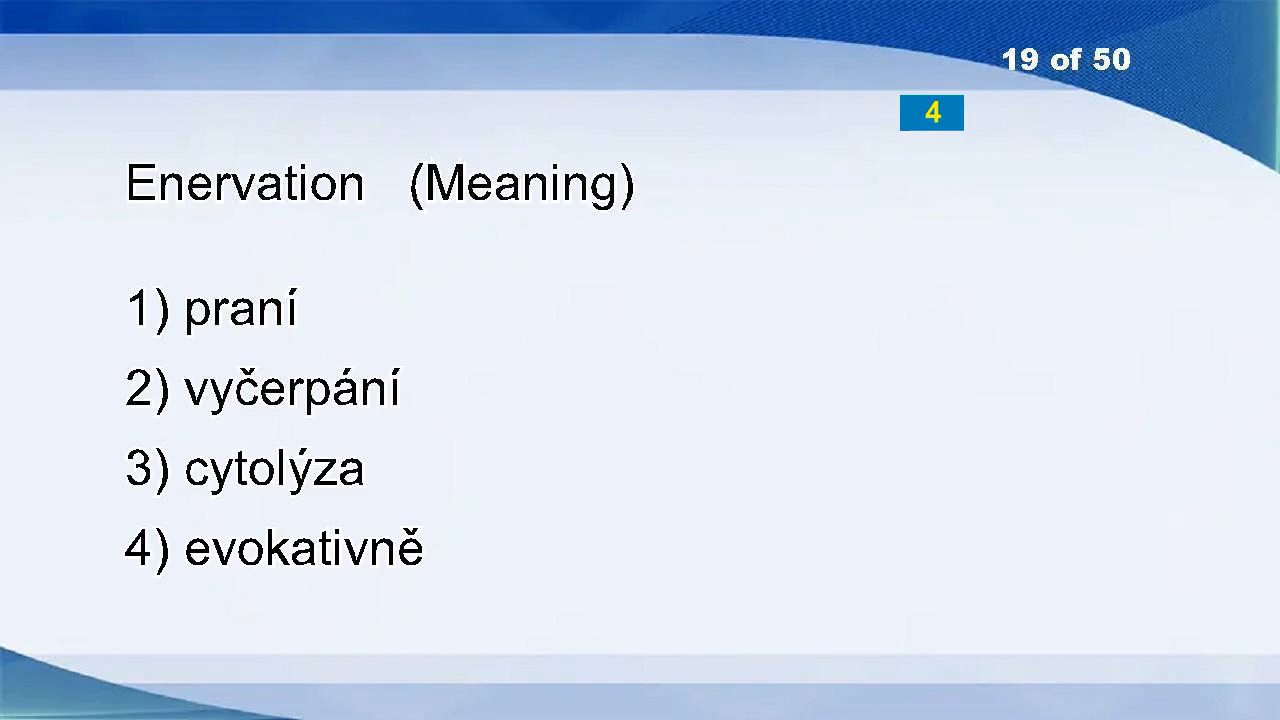 19 of 50
4
Enervation (Meaning)
1) praní
2) vyčerpání
3) cytolýza
4) evokativně